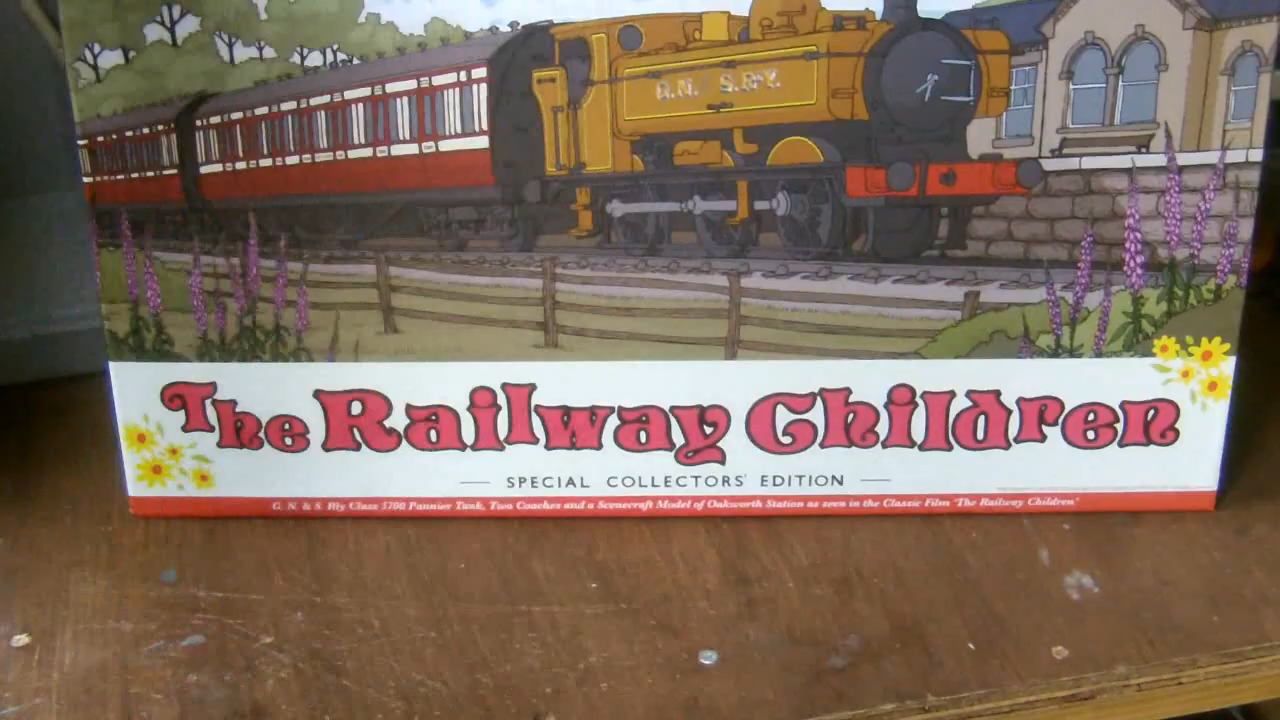 G.N. & S. RLY.
The Railway Children
SPECIAL COLLECTORS' EDITION
G. N. & S. Rly Class 5700 Pannier Tank, Two Coaches and a Scenecraft Model of Oakworth Station as seen in the Classic Film 'The Railway Children'